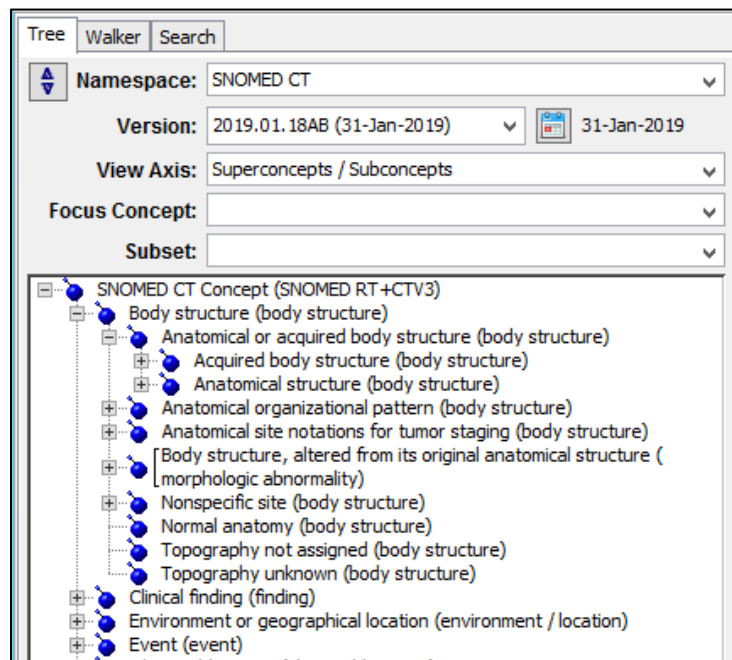 Tree Walker Search
Namespace: SNOMED CT
Version: 2019.01.18AB (31-Jan-2019) 31-Jan-2019
View Axis: Superconcepts / Subconcepts
Focus Concept:
Subset:
SNOMED CT Concept (SNOMED RT+CTV3)
Body structure (body structure)
Anatomical or acquired body structure (body structure)
Acquired body structure (body structure)
Anatomical structure (body structure)
Anatomical organizational pattern (body structure)
Anatomical site notations for tumor staging (body structure)
Body structure, altered from its original anatomical structure (
morphologic abnormality)
Nonspecific site (body structure)
Normal anatomy (body structure)
Topography not assigned (body structure)
Topography unknown (body structure)
Clinical finding (finding)
Environment or geographical location (environment / location)
Event (event)